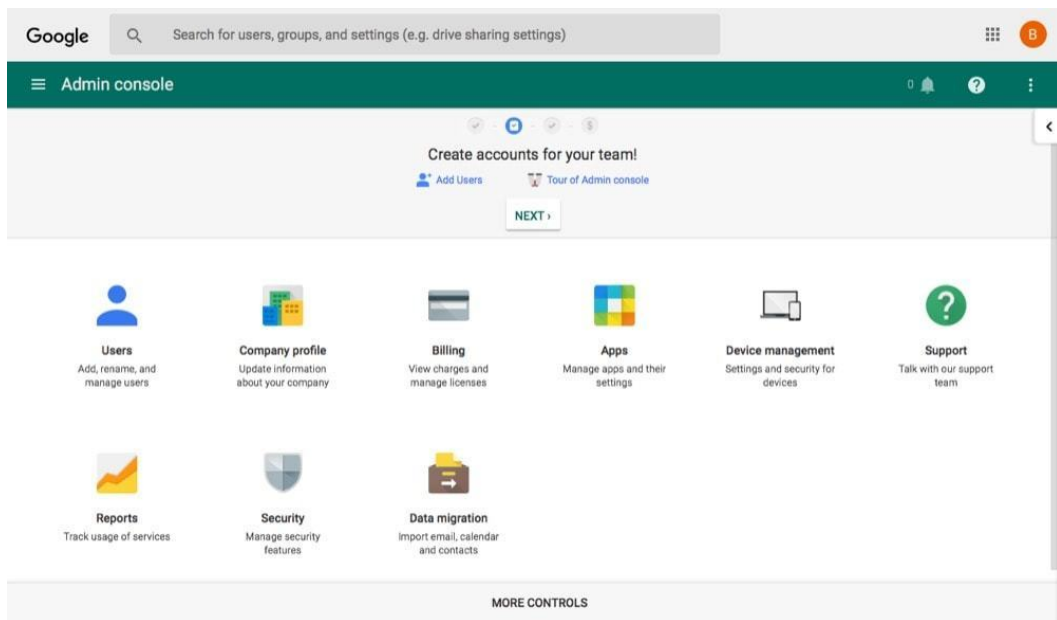 Google
Search for users, groups, and settings (e.g. drive sharing settings)
B
Admin console
0
?
$
Create accounts for your team!
Add Users
Tour of Admin console
NEXT ›
Users
Add, rename, and
manage users
Company profile
Update information
about your company
Billing
View charges and
manage licenses
Apps
Manage apps and their
settings
Device management
Settings and security for
devices
?
Support
Talk with our support
team
Reports
Track usage of services
Security
Manage security
features
Data migration
Import email, calendar
and contacts
MORE CONTROLS